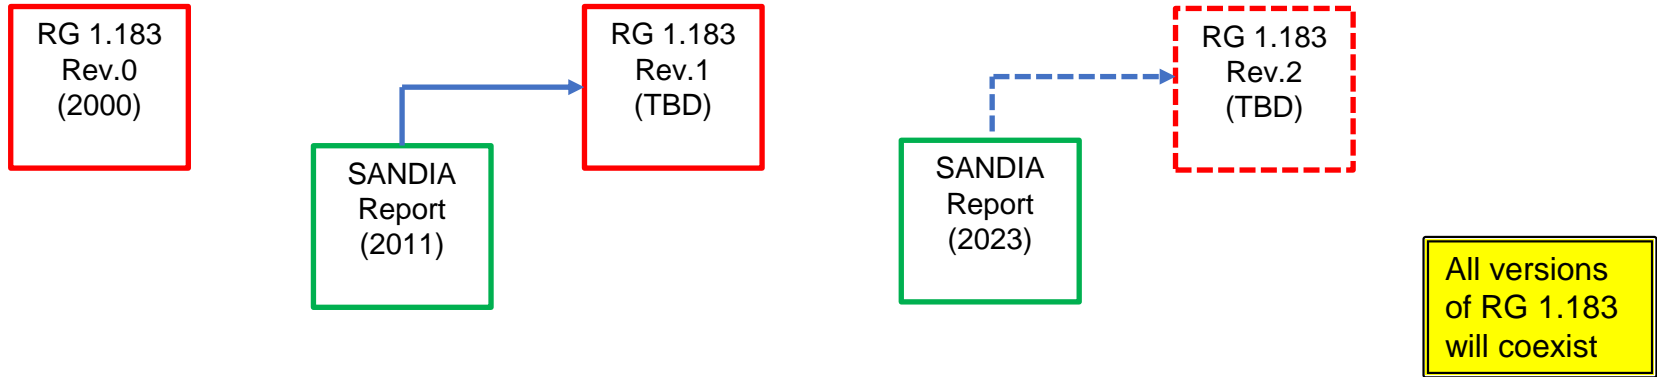 RG 1.183
Rev.0
(2000)
SANDIA
Report
(2011)
RG 1.183
Rev.1
(TBD)
SANDIA
Report
(2023)
RG 1.183
Rev.2
(TBD)
All versions
of RG 1.183
will coexist